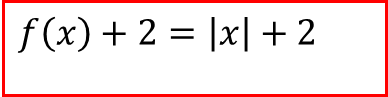 f(x) + 2 = |x| + 2